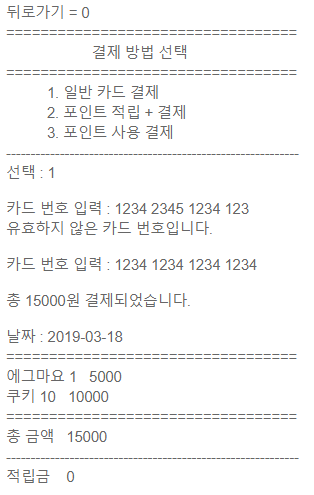 뒤로가기 = 0
==================================
결제 방법 선택
==================================
1. 일반 카드 결제
2. 포인트 적립 + 결제
3. 포인트 사용 결제
----------------------------------------------------------
선택 : 1
카드 번호 입력 : 1234 2345 1234 123
유효하지 않은 카드 번호입니다.
카드 번호 입력 : 1234 1234 1234 1234
총 15000원 결제되었습니다.
날짜 : 2019-03-18
==================================
에그마요 1 5000
쿠키 10 10000
==================================
총 금액 15000
----------------------------------------------------------
적립금 0